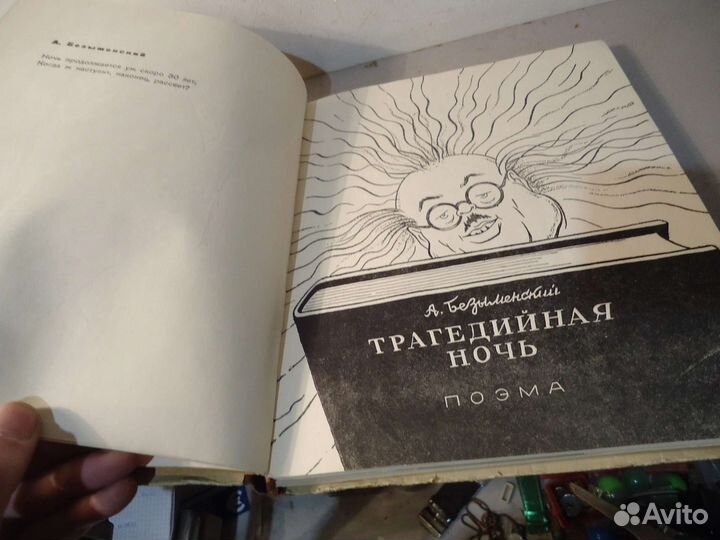 А. Безыменский
Ночь продолжается уж скоро 30 лет,
Когда ж наступит, наконец, рассвет?
А. Безыменский
ТРАГЕДИЙНАЯ
НОЧЬ
ПОЭМА
Avito